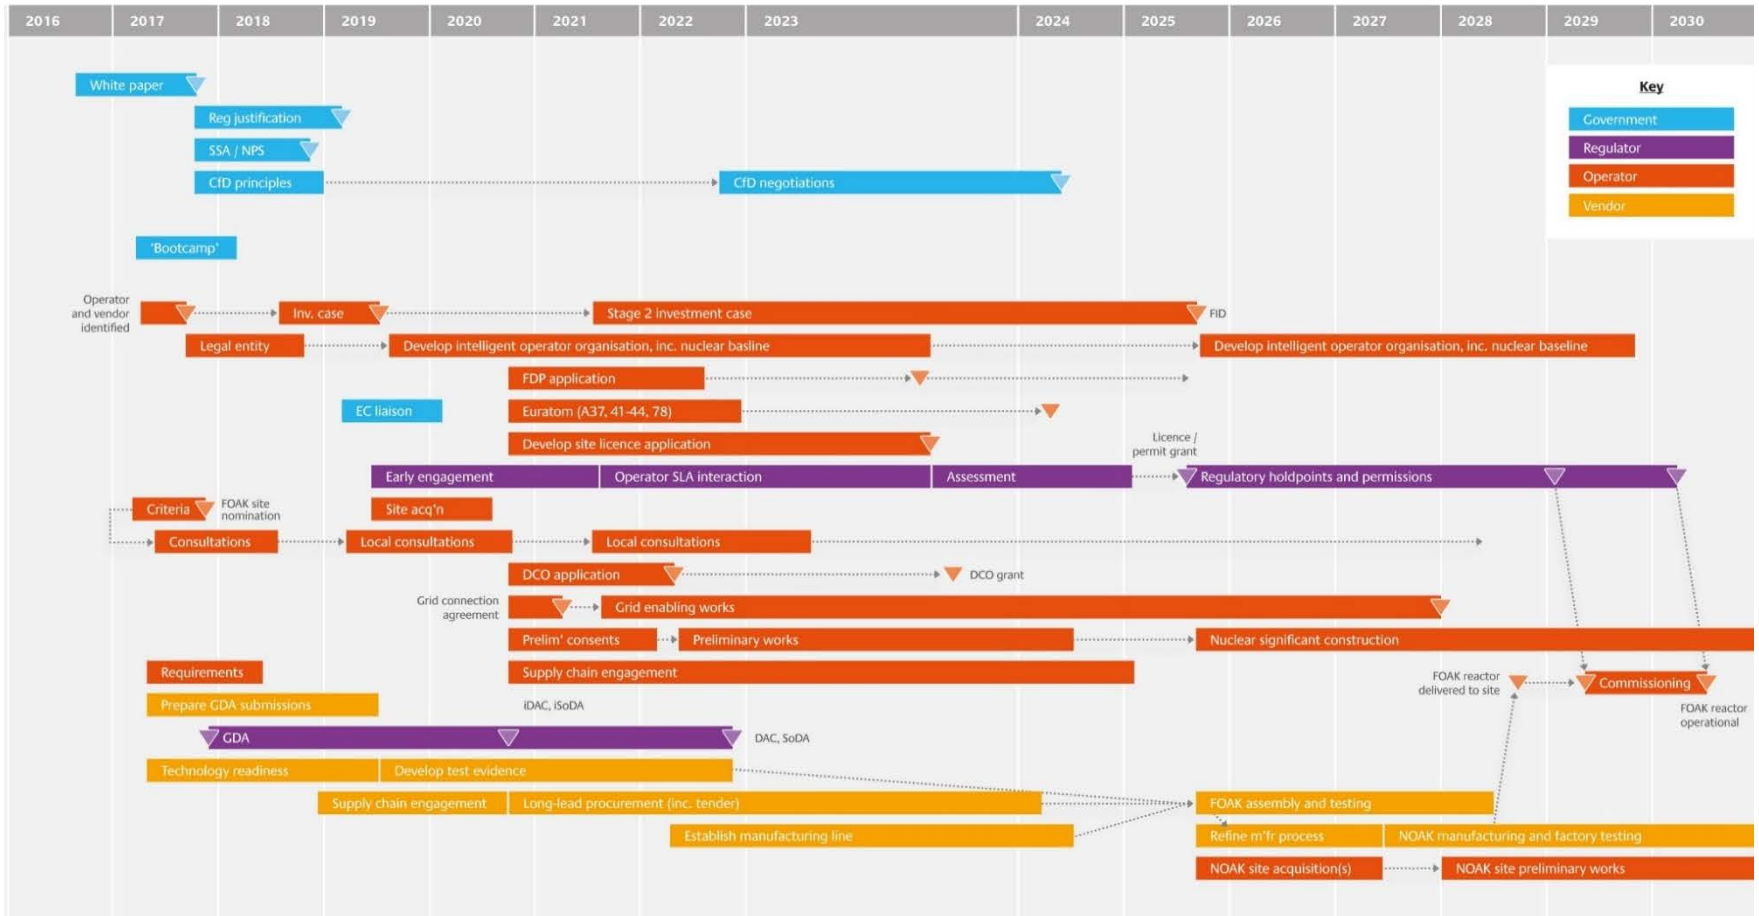 2016 2017 2018 2019 2020 2021 2022 2023 2024 2025 2026 2027 2028 2029 2030
White paper
Key
Reg justification
Government
SSA / NPS
Regulator
CfD principles
CfD negotiations
Operator
Vendor
'Bootcamp'
Operator
and vendor
identified
Inv. case
Stage 2 investment case
FID
Legal entity
Develop intelligent operator organisation, inc. nuclear basline
Develop intelligent operator organisation, inc. nuclear baseline
FDP application
EC liaison
Euratom (A37, 41-44, 78)
Develop site licence application
Licence /
permit grant
Early engagement
Operator SLA interaction
Assessment
Regulatory holdpoints and permissions
Criteria
FOAK site
nomination
Site acq'n
Consultations
Local consultations
Local consultations
DCO application
DCO grant
Grid connection
agreement
Grid enabling works
Prelim' consents
Preliminary works
Nuclear significant construction
Requirements
Supply chain engagement
FOAK reactor
delivered to site
Commissioning
Prepare GDA submissions
iDAC, iSoDA
FOAK reactor
operational
GDA
DAC, SoDA
Technology readiness
Develop test evidence
Supply chain engagement
Long-lead procurement (inc. tender)
FOAK assembly and testing
Establish manufacturing line
Refine m'fr process
NOAK manufacturing and factory testing
NOAK site acquisition(s)
NOAK site preliminary works